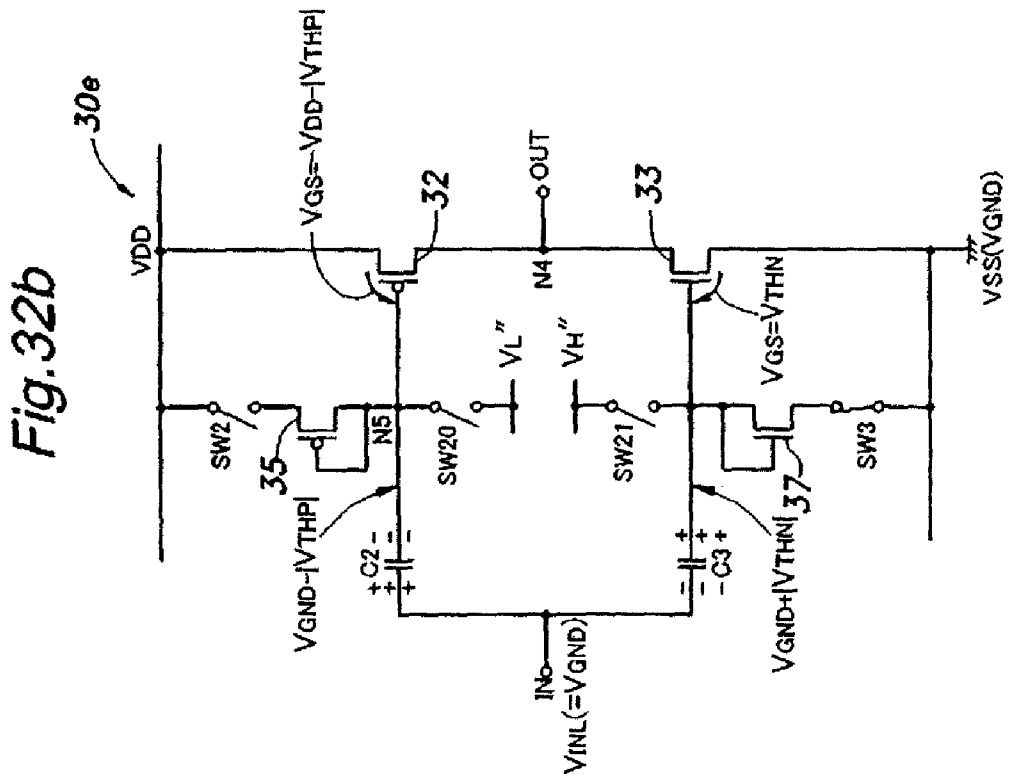 Fig.32b
30e
VDD
VGS=-VDD-|VTHP|
32
OUT
N4
33
VGS=VTHN
VSS(VGND)
SW2
35
N5
SW20
VL"
VH"
SW21
37
SW3
VGND-|VTHP|
+ C2 -
+ -
+ -
- +
- +
- C3 +
VGND+|VTHN|
IN
VINL(=VGND)